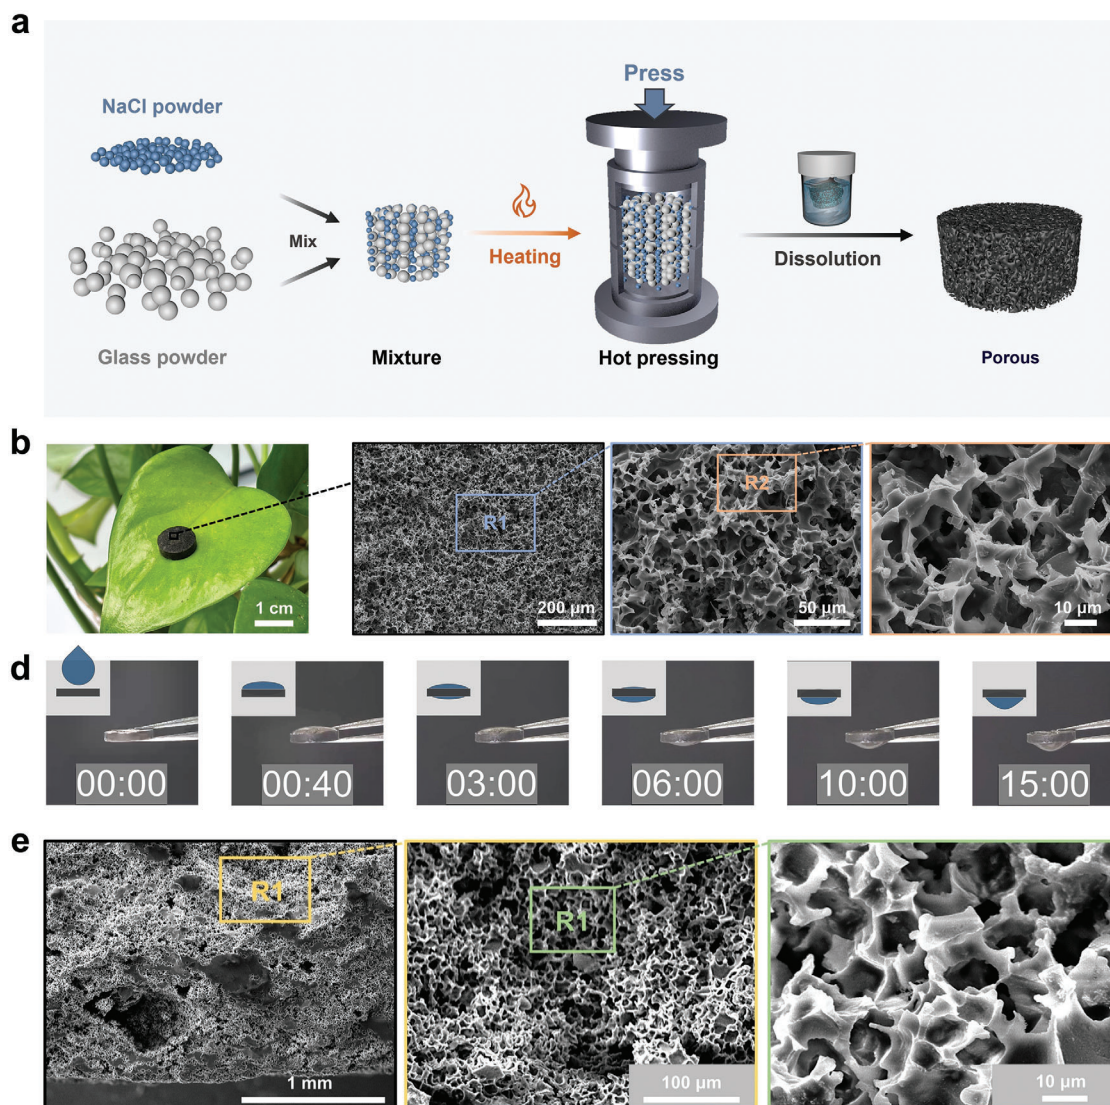 a
Press
NaCl powder
Mix
Heating
Dissolution
Glass powder
Mixture
Hot pressing
Porous
b
R1
R2
1 cm
200 μm
50 μm
10 μm
d
00:00
00:40
03:00
06:00
10:00
15:00
e
R1
R1
1 mm
100 μm
10 μm